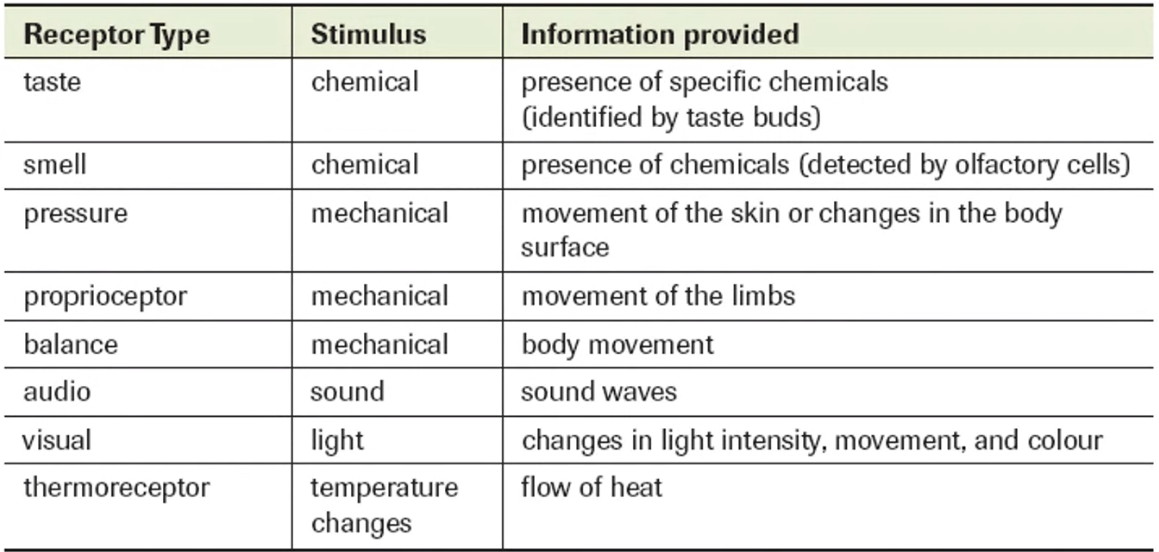 Receptor Type Stimulus Information provided
taste chemical presence of specific chemicals
(identified by taste buds)
smell chemical presence of chemicals (detected by olfactory cells)
pressure mechanical movement of the skin or changes in the body
surface
proprioceptor mechanical movement of the limbs
balance mechanical body movement
audio sound sound waves
visual light changes in light intensity, movement, and colour
thermoreceptor temperature flow of heat
changes